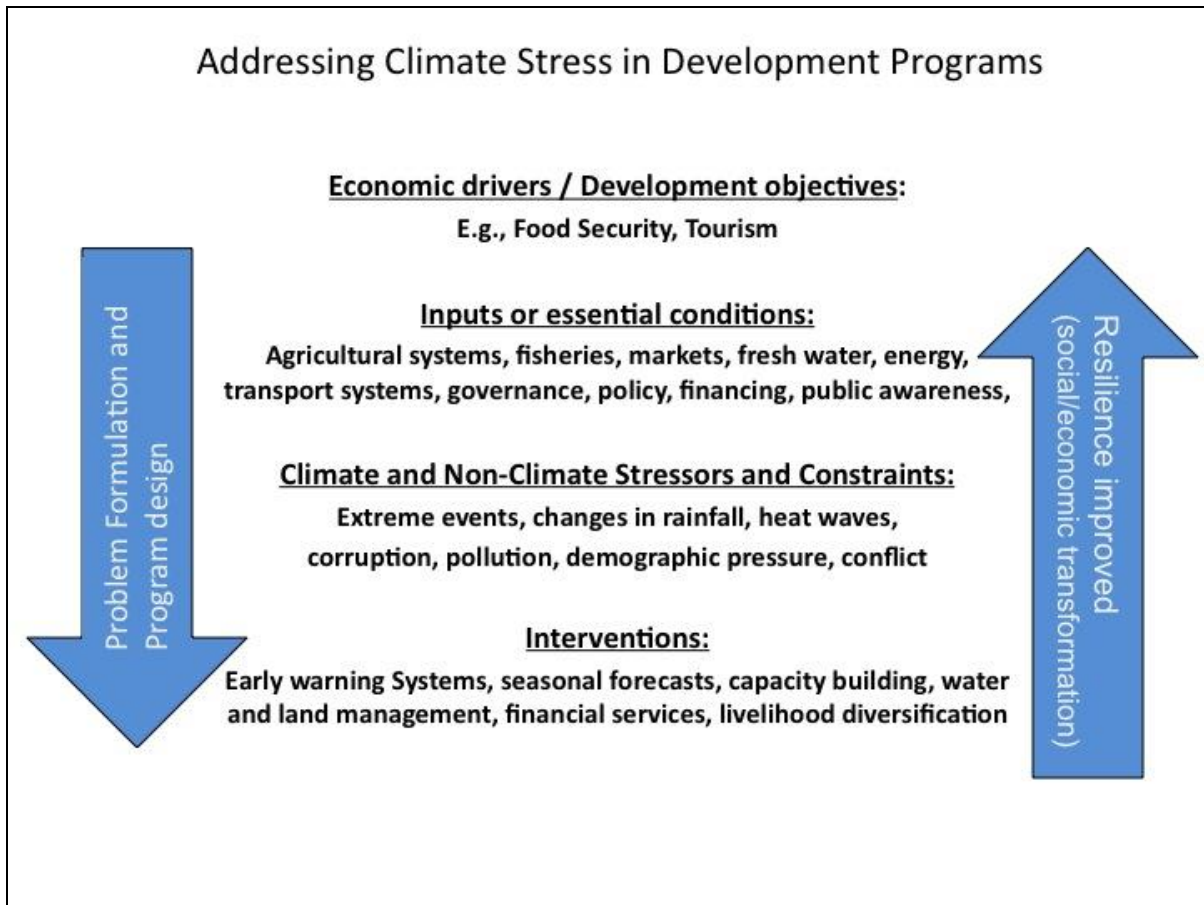 Addressing Climate Stress in Development Programs
Economic drivers / Development objectives:
E.g., Food Security, Tourism
Inputs or essential conditions:
Agricultural systems, fisheries, markets, fresh water, energy,
transport systems, governance, policy, financing, public awareness,
Climate and Non-Climate Stressors and Constraints:
Extreme events, changes in rainfall, heat waves,
corruption, pollution, demographic pressure, conflict
Interventions:
Early warning Systems, seasonal forecasts, capacity building, water
and land management, financial services, livelihood diversification
Problem Formulation and
Program design
Resilience improved
(social/economic transformation)